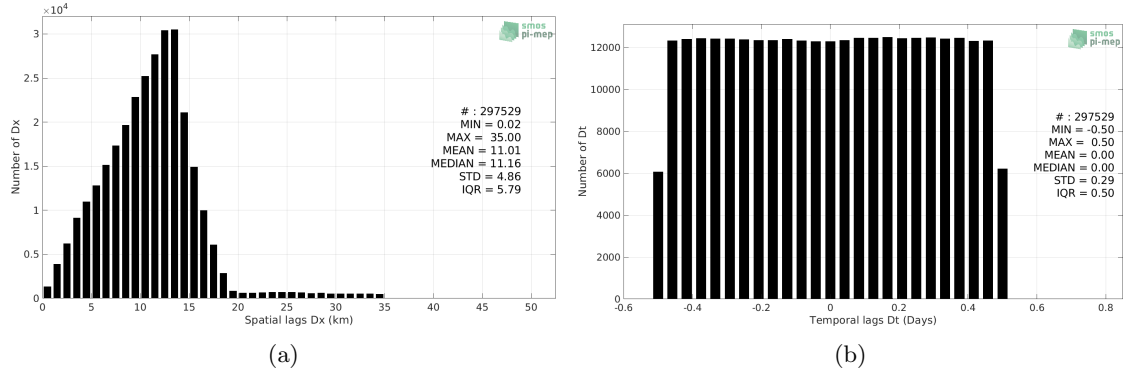 ×10⁴
3
2.5
2
1.5
1
0.5
0
Number of Dx
smos
pi-mep
# : 297529
MIN = 0.02
MAX = 35.00
MEAN = 11.01
MEDIAN = 11.16
STD = 4.86
IQR = 5.79
0 5 10 15 20 25 30 35 40 45 50
Spatial lags Dx (km)
(a)
12000
10000
8000
6000
4000
2000
0
Number of Dt
smos
pi-mep
# : 297529
MIN = -0.50
MAX = 0.50
MEAN = 0.00
MEDIAN = 0.00
STD = 0.29
IQR = 0.50
-0.6 -0.4 -0.2 0 0.2 0.4 0.6 0.8
Temporal lags Dt (Days)
(b)